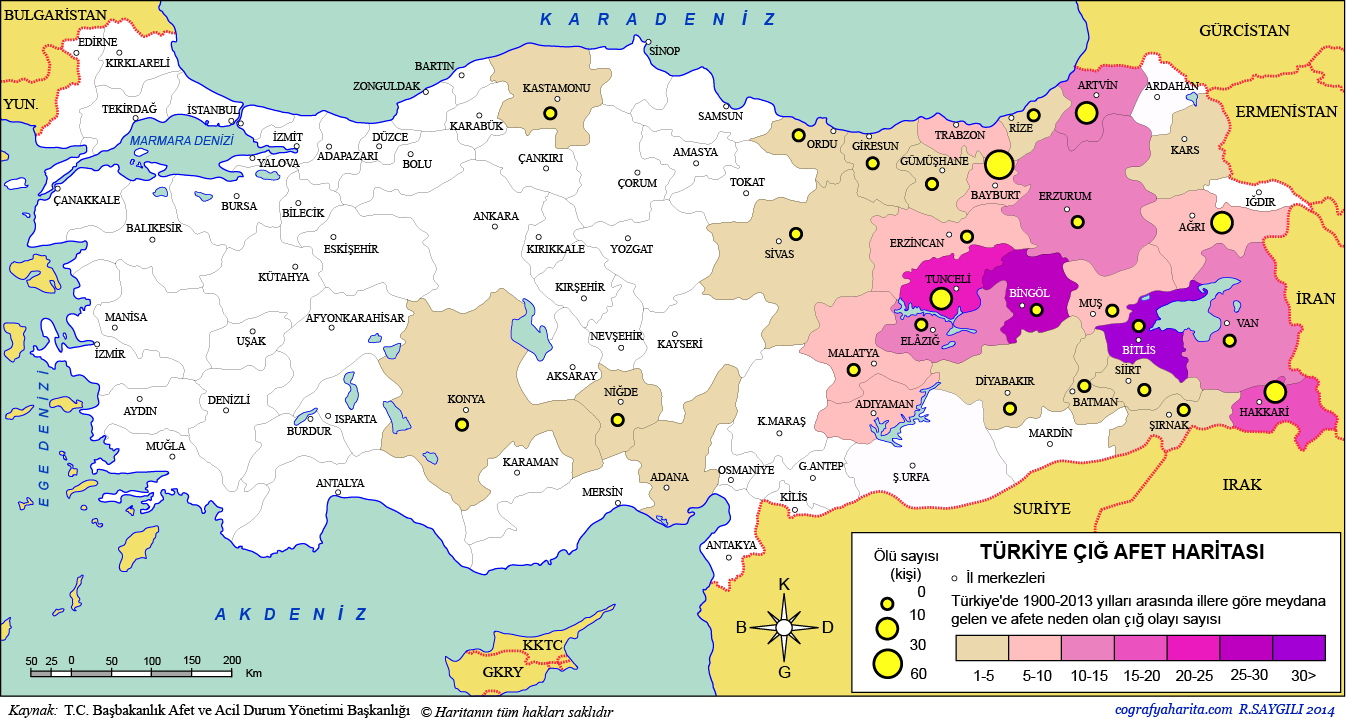 BULGARİSTAN
K A R A D E N İ Z
GÜRCİSTAN
EDİRNE
KIRKLARELİ
SİNOP
BARTIN
ZONGULDAK
KASTAMONU
ARTVİN
ARDAHAN
YUN.
TEKİRDAĞ
İSTANBUL
KARABÜK
SAMSUN
RİZE
ERMENİSTAN
MARMARA DENİZİ
İZMİT
ADAPAZARI
DÜZCE
BOLU
ÇANKIRI
AMASYA
ORDU
GİRESUN
TRABZON
GÜMÜŞHANE
KARS
YALOVA
ÇORUM
TOKAT
BAYBURT
ERZURUM
IĞDIR
ÇANAKKALE
BURSA
BİLECİK
ANKARA
KIRIKKALE
YOZGAT
SİVAS
ERZİNCAN
AĞRI
BALIKESİR
ESKİŞEHİR
KÜTAHYA
KIRŞEHİR
TUNCELİ
BİNGÖL
MUŞ
İRAN
MANİSA
AFYONKARAHİSAR
UŞAK
NEVŞEHİR
KAYSERİ
ELÂZIĞ
BİTLİS
VAN
İZMİR
AKSARAY
MALATYA
SİİRT
EGE DENİZİ
AYDIN
DENİZLİ
BURDUR
ISPARTA
KONYA
NİĞDE
ADIYAMAN
DİYABAKIR
BATMAN
HAKKARİ
MUĞLA
K.MARAŞ
MARDİN
ŞIRNAK
ANTALYA
KARAMAN
MERSİN
ADANA
OSMANİYE
G.ANTEP
KİLİS
Ş.URFA
IRAK
SURİYE
ANTAKYA
A K D E N İ Z
KKTC
GKRY
K
B
D
G
50 25 0 50 100 150 200 Km
Ölü sayısı
(kişi)
0
10
30
60
TÜRKİYE ÇIĞ AFET HARİTASI
İl merkezleri
Türkiye'de 1900-2013 yılları arasında illere göre meydana
gelen ve afete neden olan çığ olayı sayısı
1-5 5-10 10-15 15-20 20-25 25-30 30>
Kaynak: T.C. Başbakanlık Afet ve Acil Durum Yönetimi Başkanlığı © Haritanın tüm hakları saklıdır
cografyaharita.com R.SAYGILI 2014